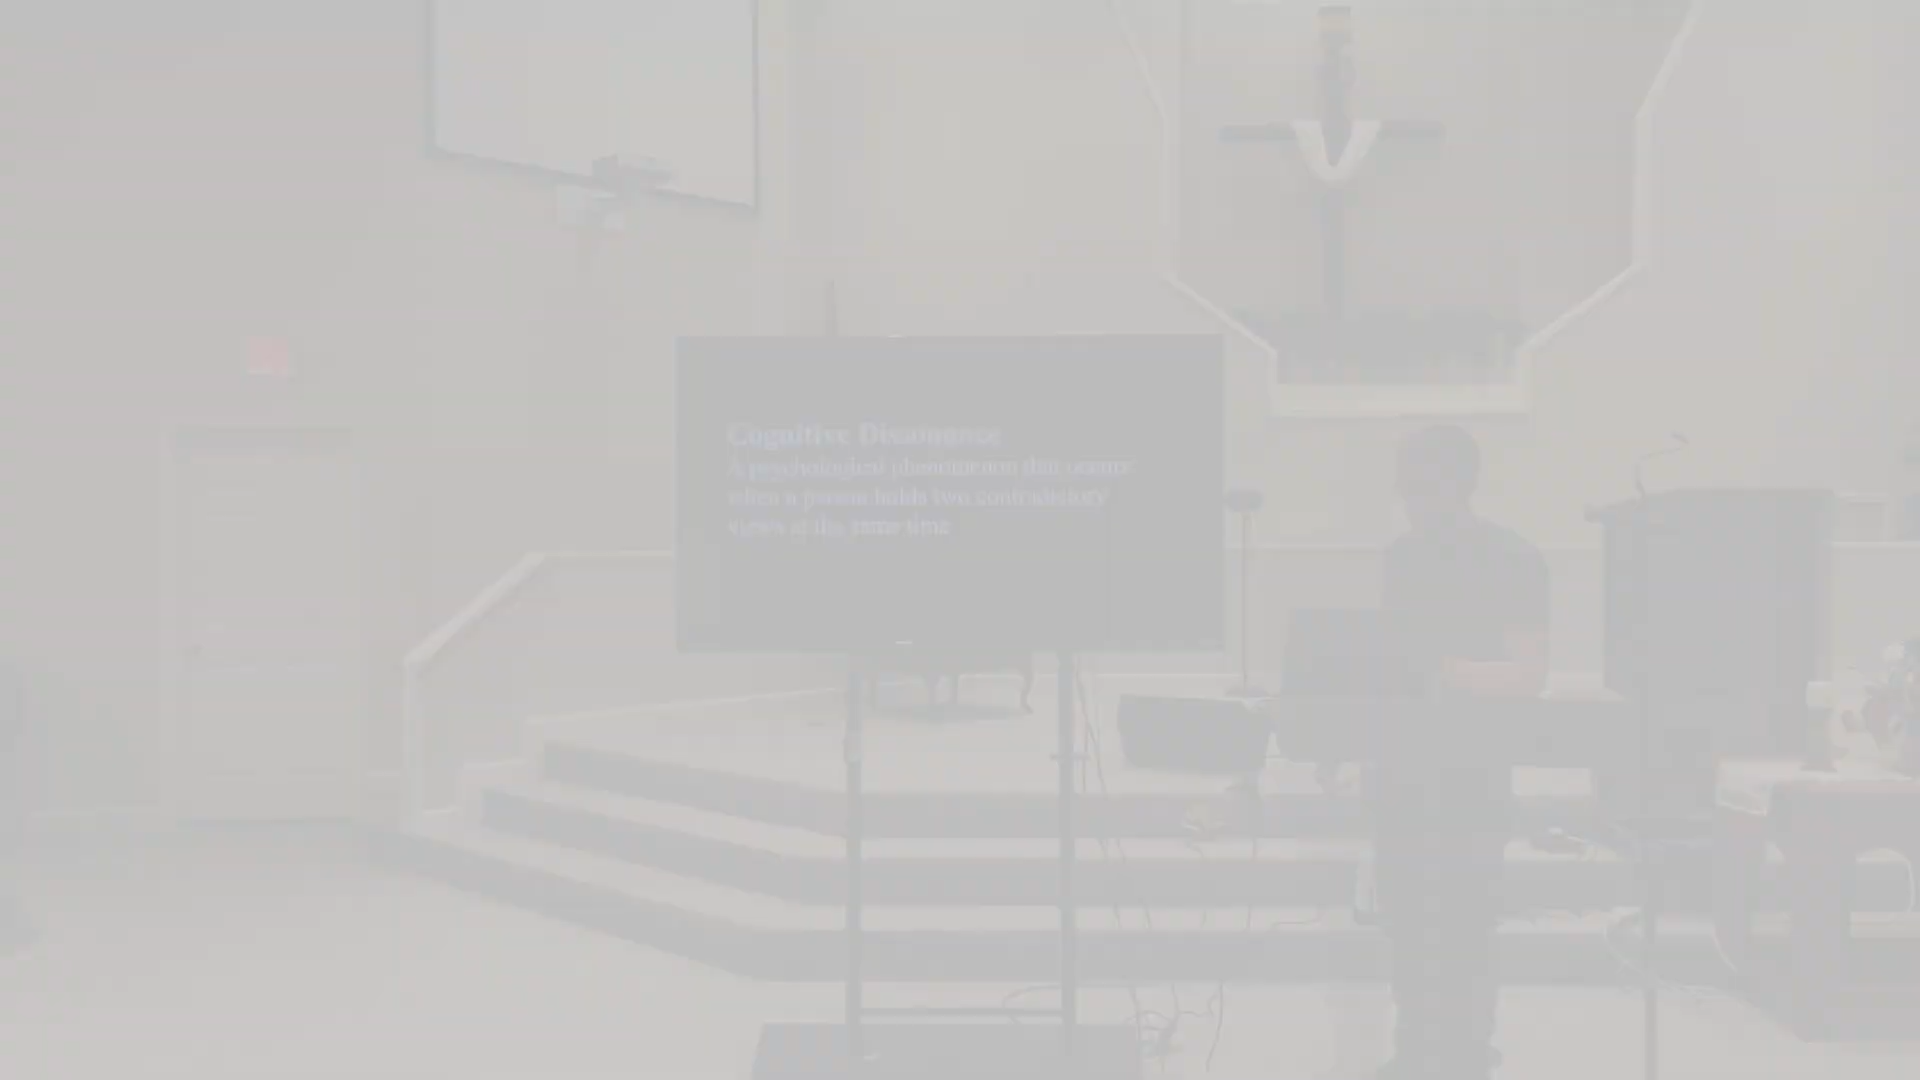 Cognitive Dissonance
A psychological phenomenon that occurs
when a person holds two contradictory
views at the same time